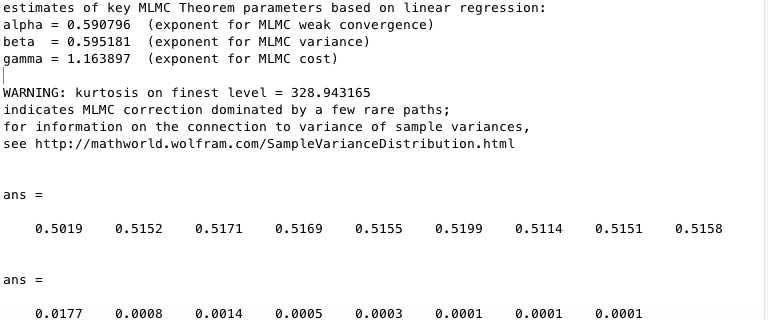 estimates of key MLMC Theorem parameters based on linear regression:
alpha = 0.590796  (exponent for MLMC weak convergence)
beta  = 0.595181  (exponent for MLMC variance)
gamma = 1.163897  (exponent for MLMC cost)
WARNING: kurtosis on finest level = 328.943165
indicates MLMC correction dominated by a few rare paths;
for information on the connection to variance of sample variances,
see http://mathworld.wolfram.com/SampleVarianceDistribution.html
ans =
0.5019    0.5152    0.5171    0.5169    0.5155    0.5199    0.5114    0.5151    0.5158
ans =
0.0177    0.0008    0.0014    0.0005    0.0003    0.0001    0.0001    0.0001